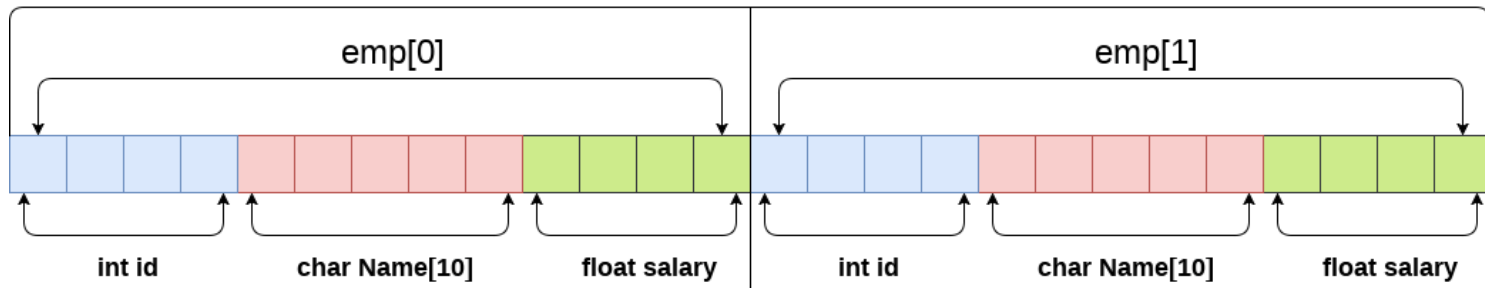 emp[0]
emp[1]
int id
char Name[10]
float salary
int id
char Name[10]
float salary